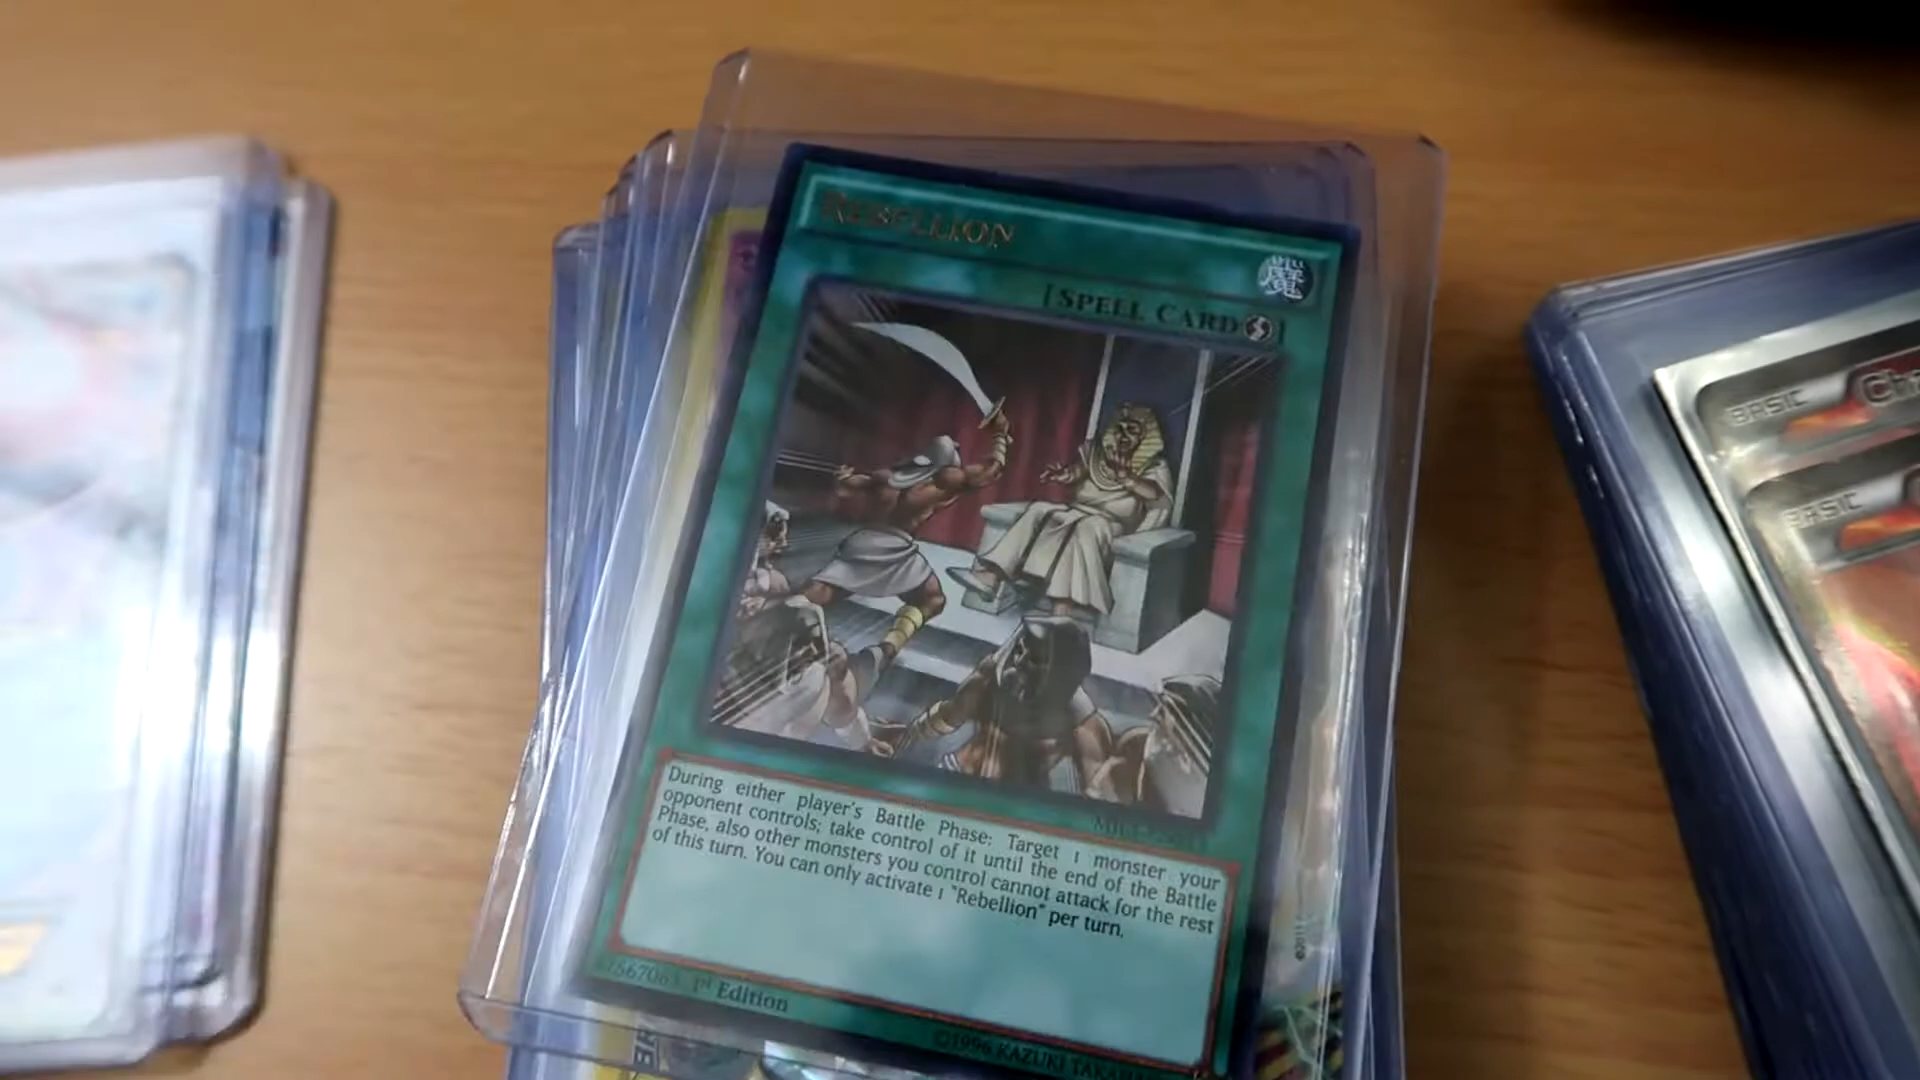 REBELLION
魔
[SPELL CARD ]
During either player's Battle Phase: Target 1 monster your
opponent controls; take control of it until the end of the Battle
Phase, also other monsters you control cannot attack for the rest
of this turn. You can only activate 1 "Rebellion" per turn.
1st Edition
©1996 KAZUKI
BASIC
BASIC
©2011